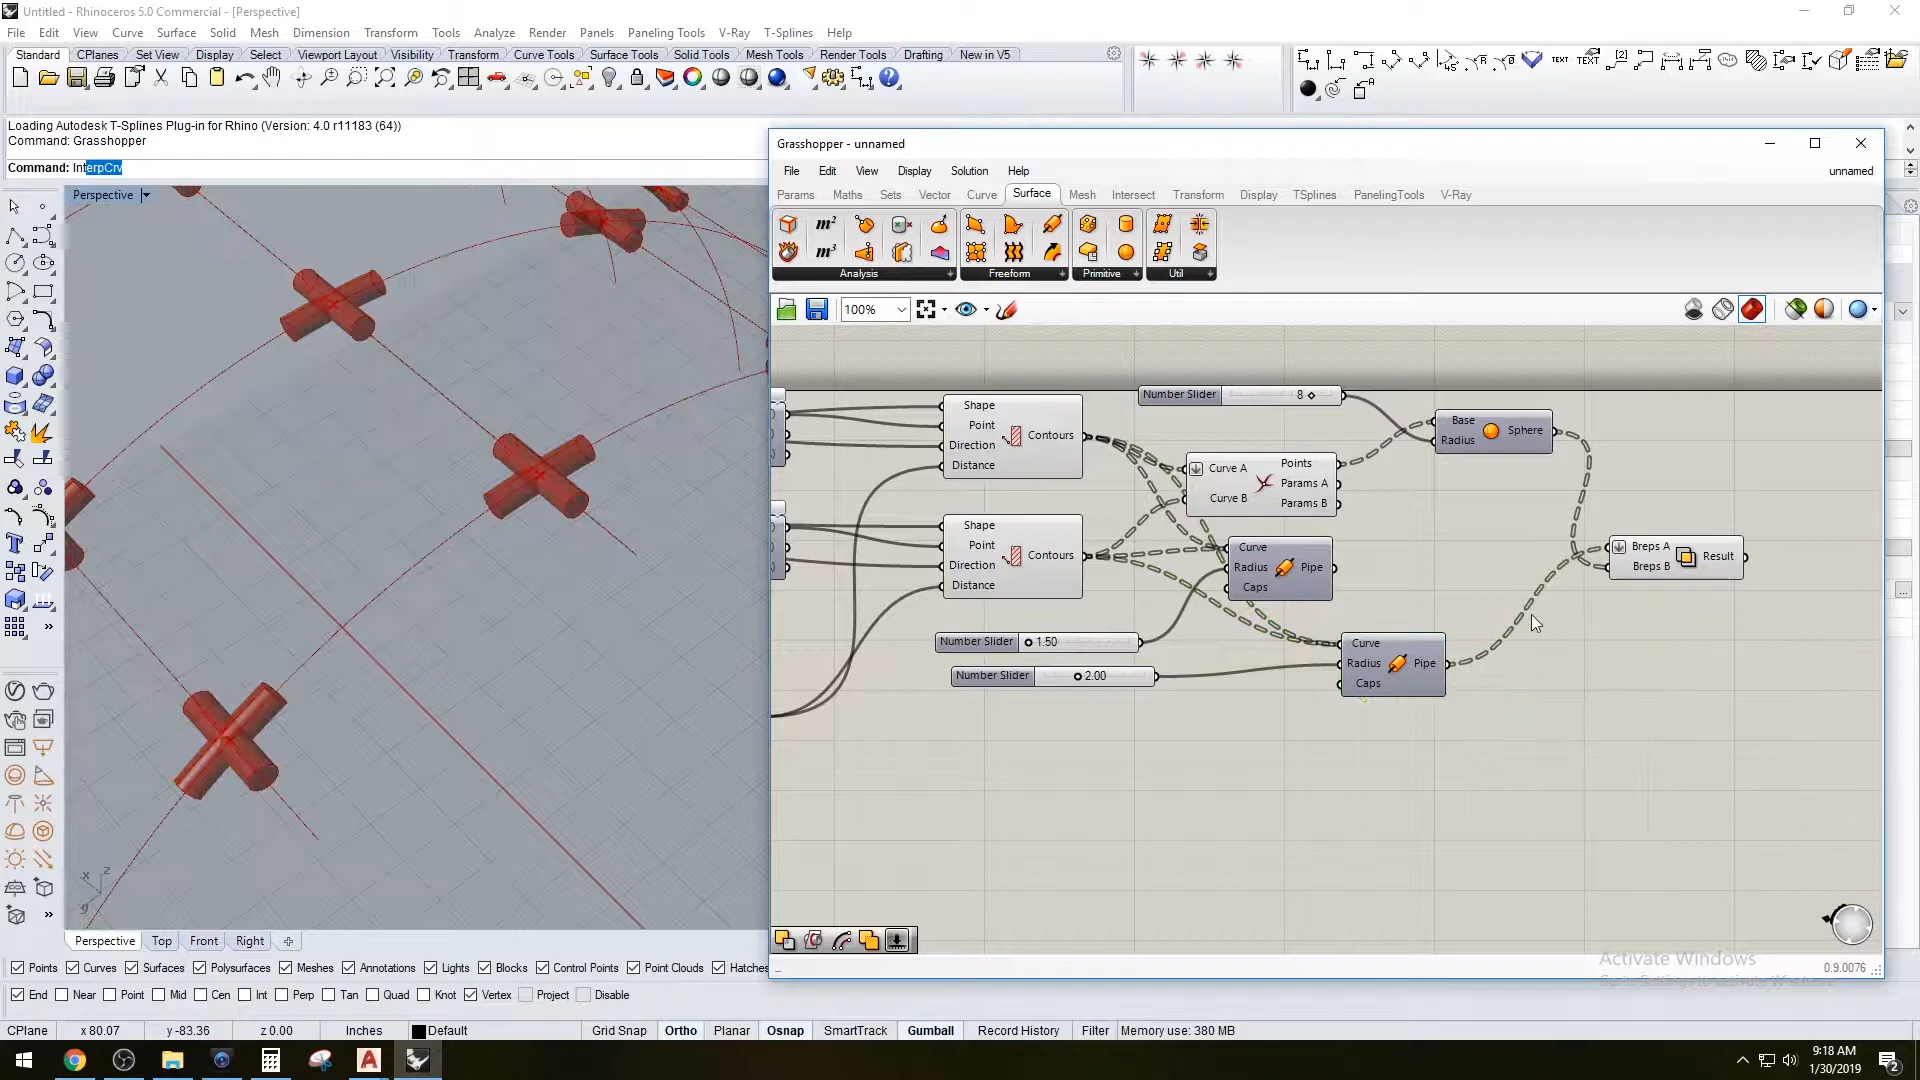 Untitled - Rhinoceros 5.0 Commercial - [Perspective]
File Edit View Curve Surface Solid Mesh Dimension Transform Tools Analyze Render Panels Paneling Tools V-Ray T-Splines Help
Standard CPlanes Set View Display Select Viewport Layout Visibility Transform Curve Tools Surface Tools Solid Tools Mesh Tools Render Tools Drafting New in V5
TEXT TEXT
Loading Autodesk T-Splines Plug-in for Rhino (Version: 4.0 r11183 (64))
Command: Grasshopper
Command: InterpCrv
Perspective
Grasshopper - unnamed
File Edit View Display Solution Help unnamed
Params Maths Sets Vector Curve Surface Mesh Intersect Transform Display TSplines PanelingTools V-Ray
m²
m³
Analysis Freeform Primitive Util
100%
Number Slider 8
Shape
Point
Direction
Distance
Contours
Base
Radius
Sphere
Curve A
Curve B
Points
Params A
Params B
Shape
Point
Direction
Distance
Contours
Curve
Radius
Caps
Pipe
Breps A
Breps B
Result
Number Slider 1.50
Number Slider 2.00
Curve
Radius
Caps
Pipe
x z
y
Activate Windows
0.9.0076
Perspective Top Front Right
Points Curves Surfaces Polysurfaces Meshes Annotations Lights Blocks Control Points Point Clouds Hatches
End Near Point Mid Cen Int Perp Tan Quad Knot Vertex Project Disable
CPlane x 80.07 y -83.36 z 0.00 Inches Default Grid Snap Ortho Planar Osnap SmartTrack Gumball Record History Filter Memory use: 380 MB
9:18 AM
1/30/2019
2